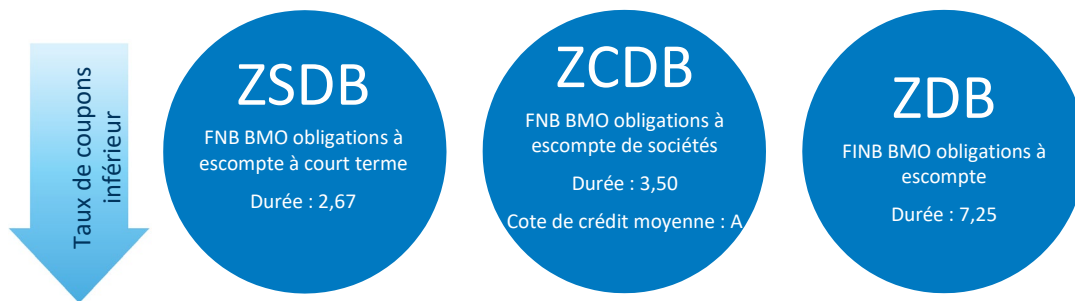 Taux de coupons
inférieur
ZSDB
FNB BMO obligations à
escompte à court terme
Durée : 2,67
ZCDB
FNB BMO obligations à
escompte de sociétés
Durée : 3,50
Cote de crédit moyenne : A
ZDB
FINB BMO obligations à
escompte
Durée : 7,25